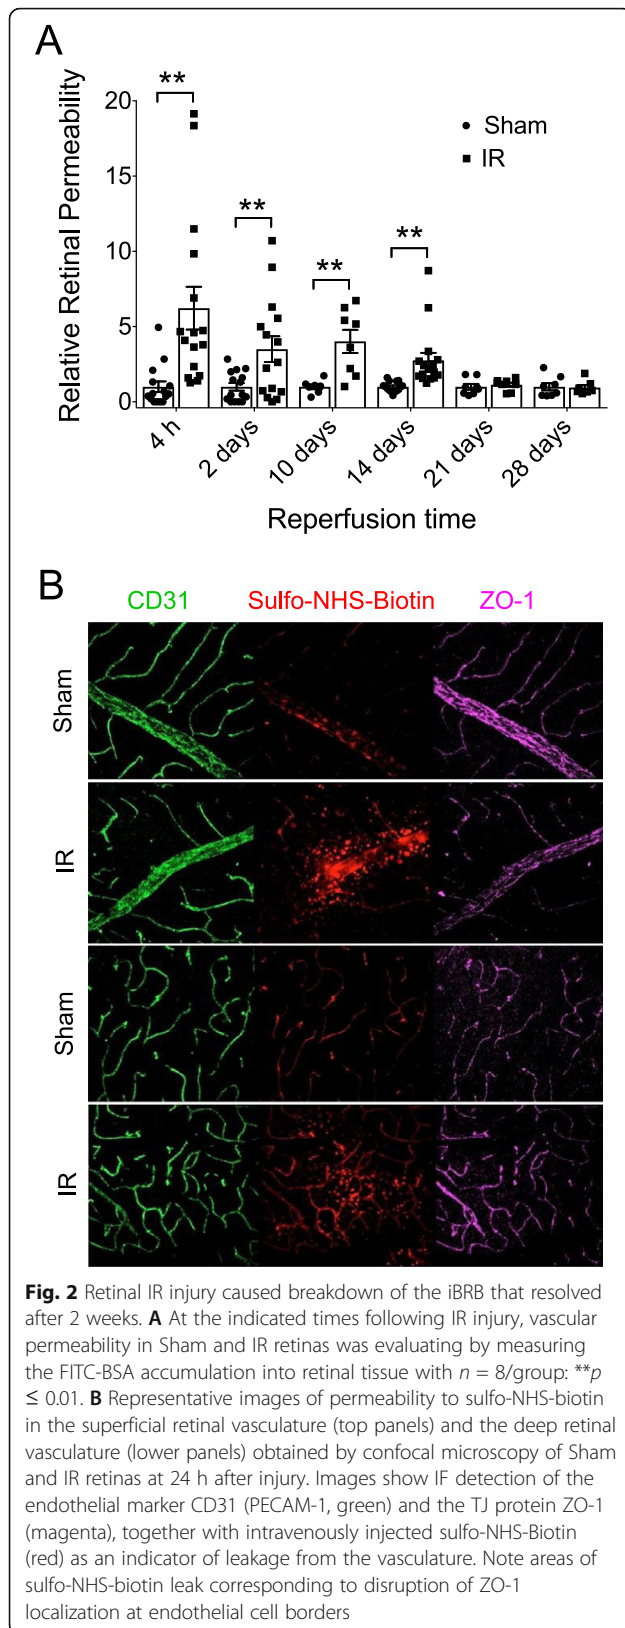 A
**
**
**
**
Relative Retinal Permeability
20
15
10
5
0
Sham
IR
4 h
2 days
10 days
14 days
21 days
28 days
Reperfusion time
B
CD31 Sulfo-NHS-Biotin ZO-1
Sham
IR
Sham
IR
Fig. 2 Retinal IR injury caused breakdown of the iBRB that resolved
after 2 weeks. A At the indicated times following IR injury, vascular
permeability in Sham and IR retinas was evaluating by measuring
the FITC-BSA accumulation into retinal tissue with n = 8/group: **p
≤ 0.01. B Representative images of permeability to sulfo-NHS-biotin
in the superficial retinal vasculature (top panels) and the deep retinal
vasculature (lower panels) obtained by confocal microscopy of Sham
and IR retinas at 24 h after injury. Images show IF detection of the
endothelial marker CD31 (PECAM-1, green) and the TJ protein ZO-1
(magenta), together with intravenously injected sulfo-NHS-Biotin
(red) as an indicator of leakage from the vasculature. Note areas of
sulfo-NHS-biotin leak corresponding to disruption of ZO-1
localization at endothelial cell borders